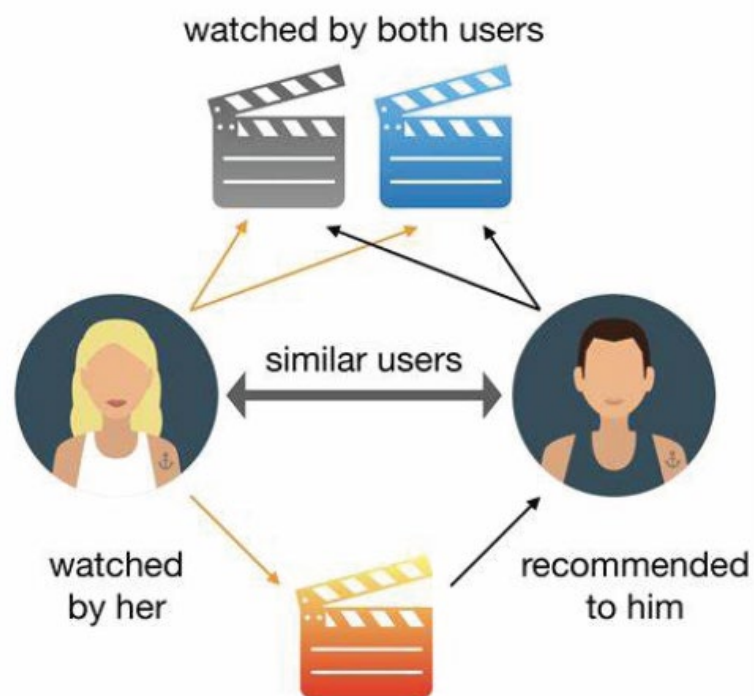 watched by both users
similar users
watched
by her
recommended
to him